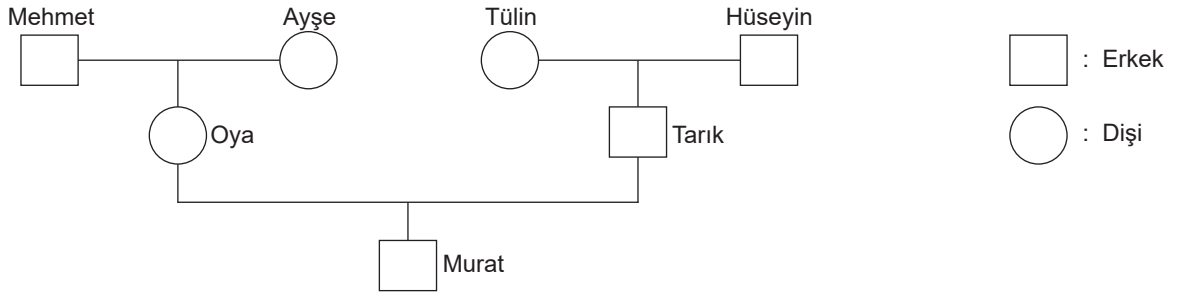 Mehmet Ayşe Tülin Hüseyin
: Erkek
Oya Tarık : Dişi
Murat